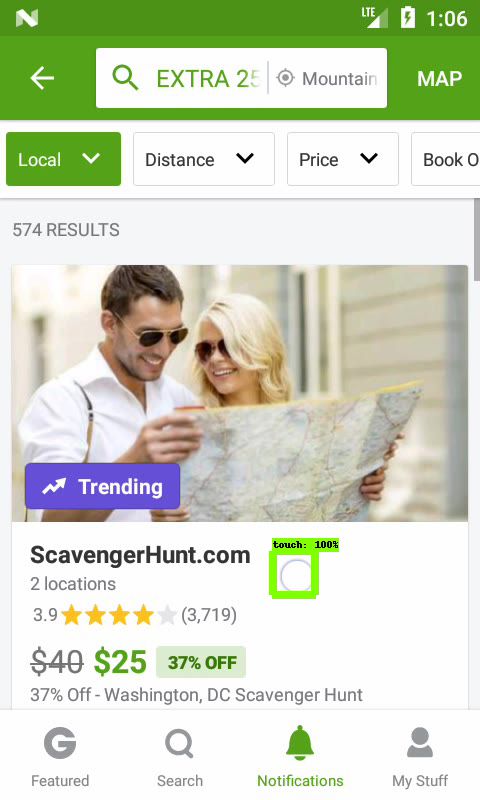 LTE 1:06
EXTRA 25 Mountain MAP
Local Distance Price Book O
574 RESULTS
Trending
ScavengerHunt.com
touch: 100%
2 locations
3.9 (3,719)
$40 $25 37% OFF
37% Off - Washington, DC Scavenger Hunt
Featured Search Notifications My Stuff